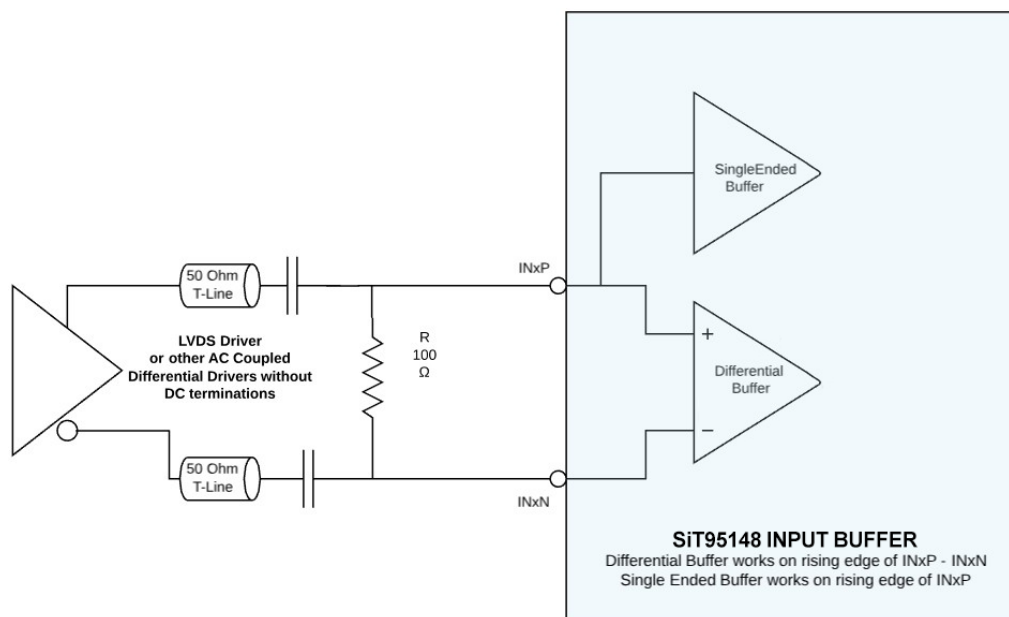 SingleEnded
Buffer
INxP
50 Ohm
T-Line
LVDS Driver
or other AC Coupled
Differential Drivers without
DC terminations
R
100
Ω
+
Differential
Buffer
−
50 Ohm
T-Line
INxN
SiT95148 INPUT BUFFER
Differential Buffer works on rising edge of INxP - INxN
Single Ended Buffer works on rising edge of INxP